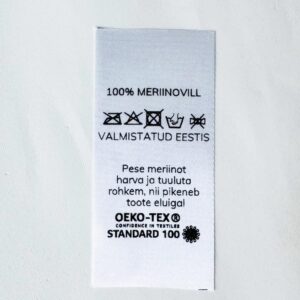 100% MERIINOVILL
VALMISTATUD EESTIS
Pese meriinot
harva ja tuuluta
rohkem, nii pikeneb
toote eluiga!
OEKO-TEX®
CONFIDENCE IN TEXTILES
STANDARD 100